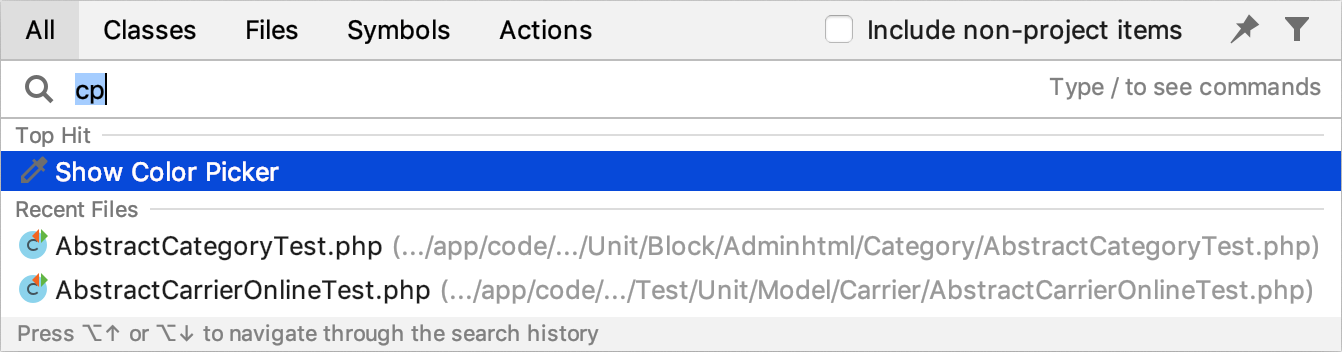 All Classes Files Symbols Actions Include non-project items
cp Type / to see commands
Top Hit
Show Color Picker
Recent Files
C AbstractCategoryTest.php (.../app/code/.../Unit/Block/Adminhtml/Category/AbstractCategoryTest.php)
C AbstractCarrierOnlineTest.php (.../app/code/.../Test/Unit/Model/Carrier/AbstractCarrierOnlineTest.php)
Press ⌥↑ or ⌥↓ to navigate through the search history